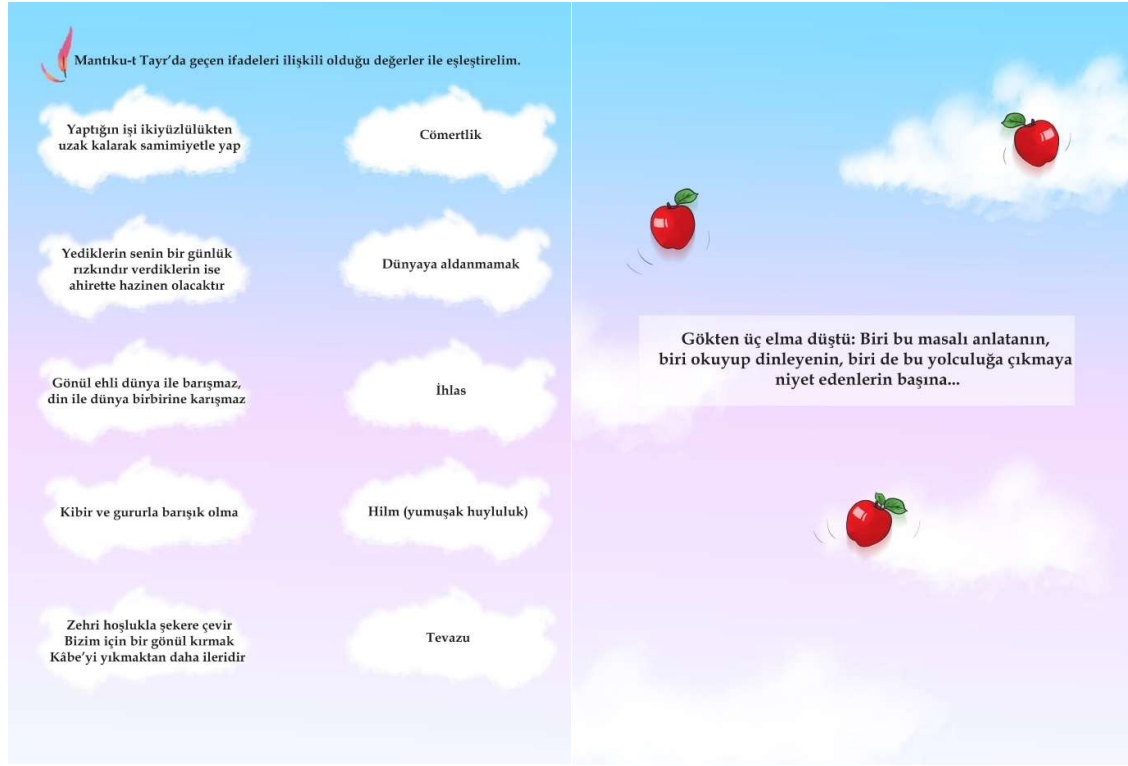 Mantıku-t Tayr’da geçen ifadeleri ilişkili olduğu değerler ile eşleştirelim.
Yaptığın işi ikiyüzlülükten
uzak kalarak samimiyetle yap
Cömertlik
Yediklerin senin bir günlük
rızkındır verdiklerin ise
ahirette hazinen olacaktır
Dünyaya aldanmamak
Gönül ehli dünya ile barışmaz,
din ile dünya birbirine karışmaz
İhlas
Kibir ve gururla barışık olma
Hilm (yumuşak huyluluk)
Zehri hoşlukla şekere çevir
Bizim için bir gönül kırmak
Kâbe’yi yıkmaktan daha ileridir
Tevazu
Gökten üç elma düştü: Biri bu masalı anlatanın,
biri okuyup dinleyenin, biri de bu yolculuğa çıkmaya
niyet edenlerin başına...